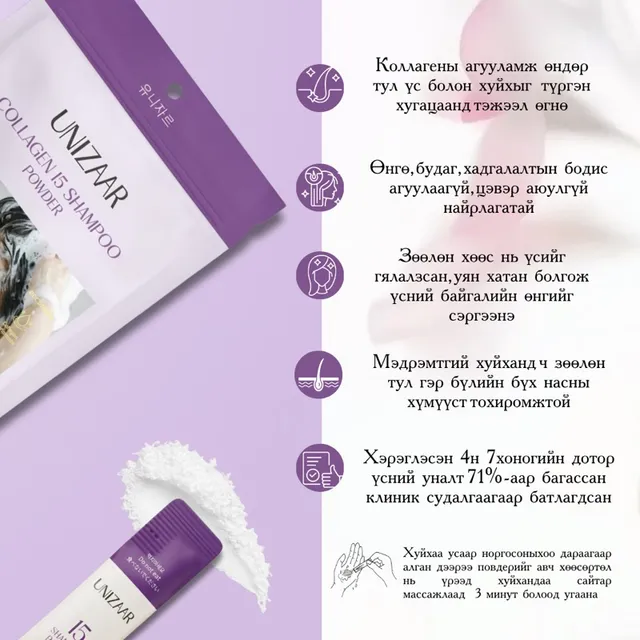 유니자르
UNIZAAR
COLLAGEN 15 SHAMPOO
POWDER
Коллагены агууламж өндөр
тул үс болон хуйхыг түргэн
хугацаанд тэжээл өгнө
Өнгө, будаг, хадгалалтын бодис
агуулаагүй, цэвэр аюулгүй
найрлагатай
Зөөлөн хөөс нь үсийг
гялалзсан, уян хатан болгож
үсний байгалийн өнгийг
сэргээнэ
Мэдрэмтгий хуйханд ч зөөлөн
тул гэр бүлийн бүх насны
хүмүүст тохиромжтой
Хэрэглэсэн 4н 7хоногийн дотор
үсний уналт 71%-аар багассан
клиник судалгаагаар батлагдсан
Хуйхаа усаар норгосоныхоо дараагаар
алган дээрээ повдерийг авч хөөсөртөл
нь үрээд хуйхандаа сайтар
массажлаад 3 минут болоод угаана
Do not eat
UNIZAAR
15